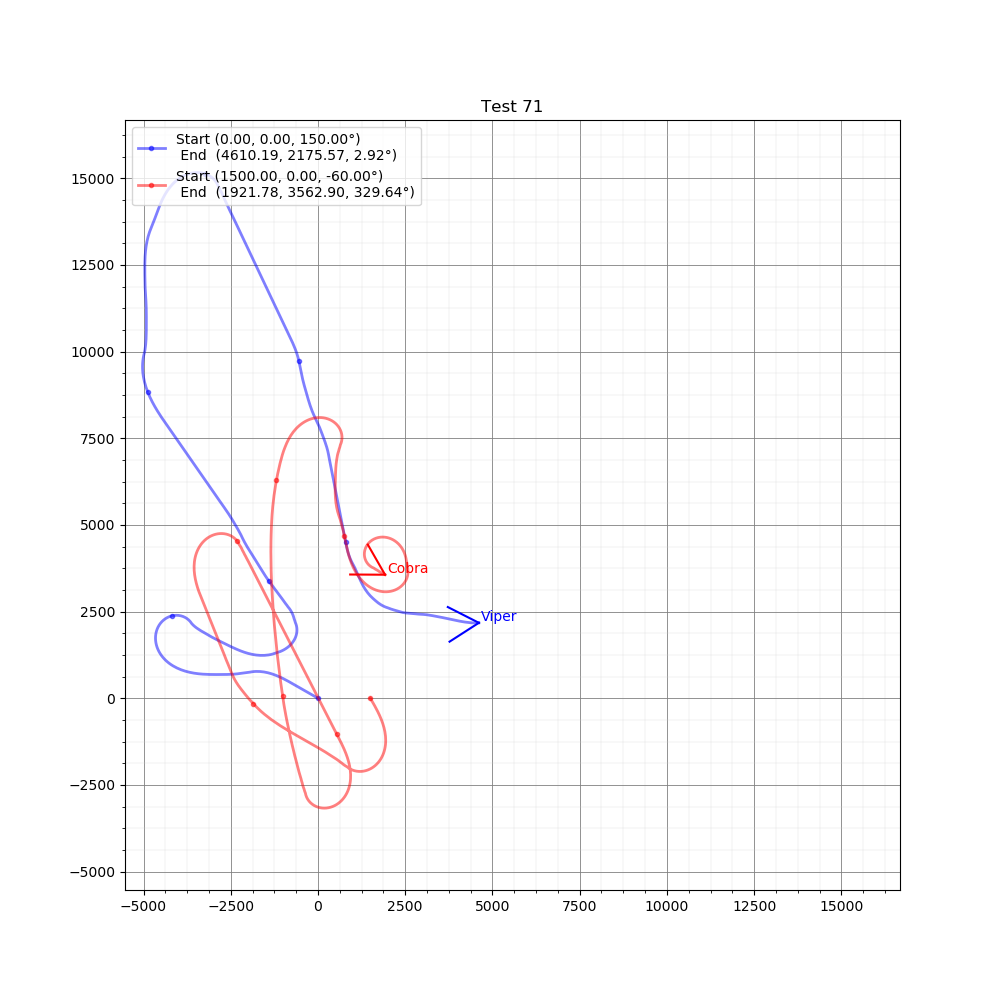 Test 71
Start (0.00, 0.00, 150.00°)
End  (4610.19, 2175.57, 2.92°)
Start (1500.00, 0.00, -60.00°)
End  (1921.78, 3562.90, 329.64°)
15000
12500
10000
7500
5000
2500
0
−2500
−5000
Cobra
Viper
−5000 −2500 0 2500 5000 7500 10000 12500 15000